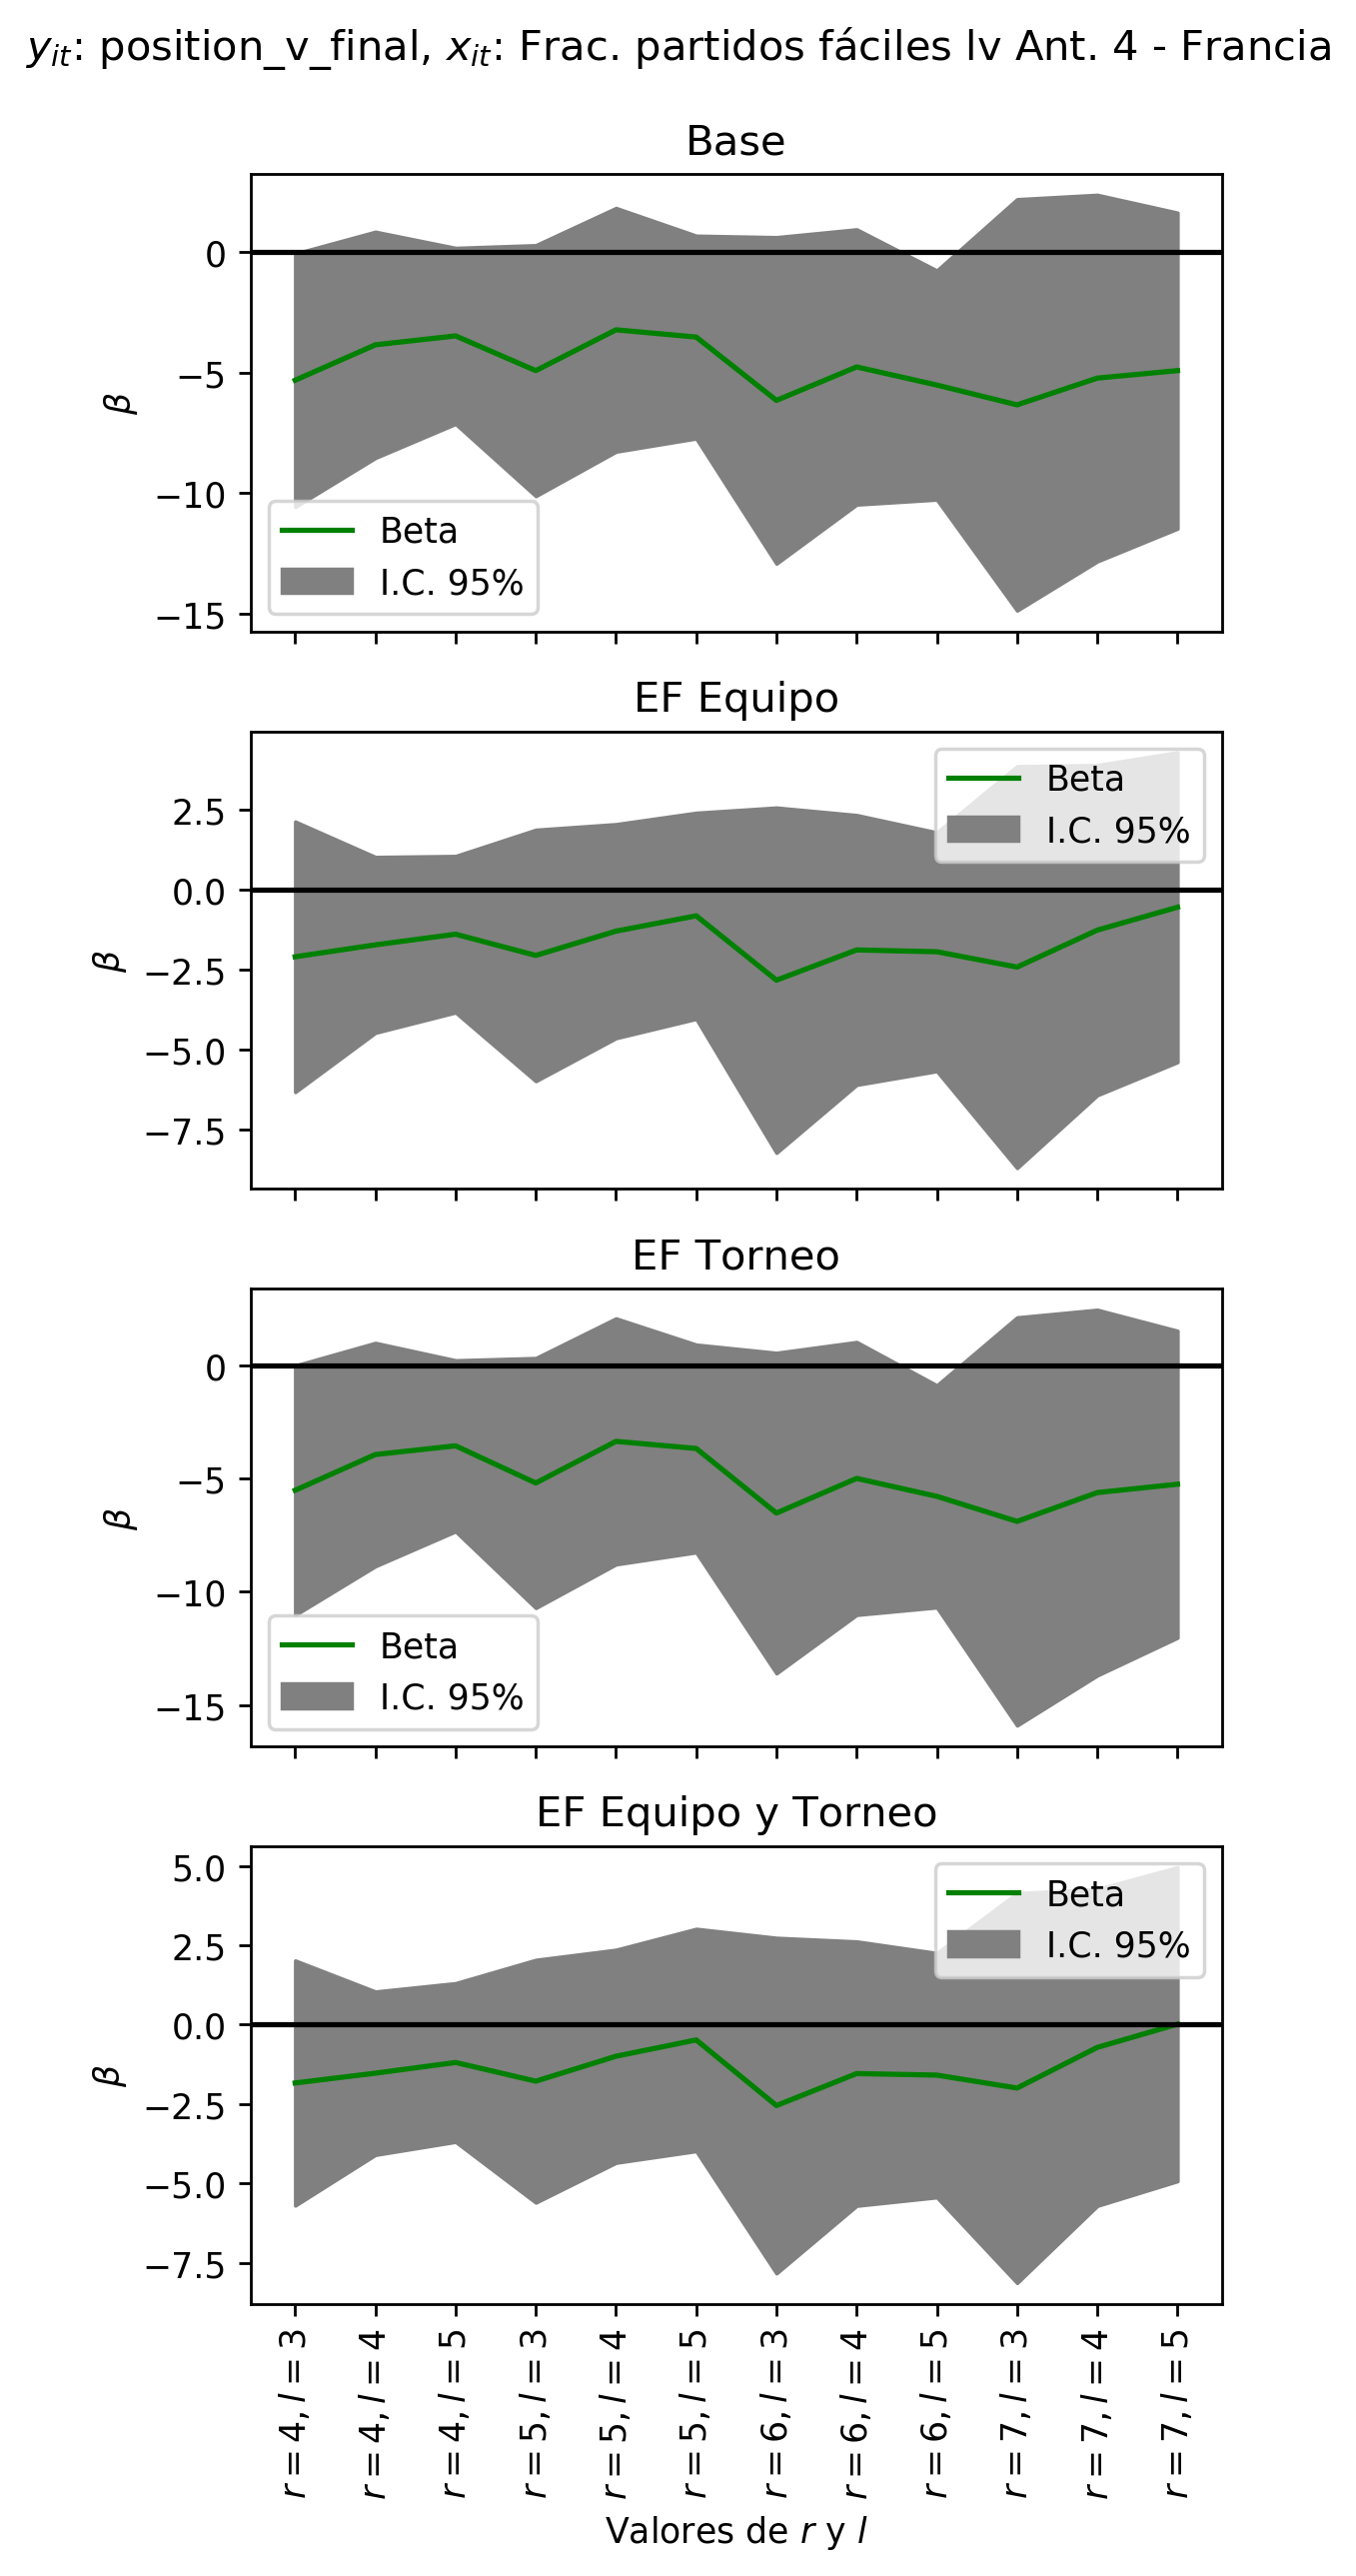 y_{it}: position_v_final, x_{it}: Frac. partidos fáciles lv Ant. 4 - Francia
Base
0
−5
−10
−15
β
Beta
I.C. 95%
EF Equipo
2.5
0.0
−2.5
−5.0
−7.5
β
Beta
I.C. 95%
EF Torneo
0
−5
−10
−15
β
Beta
I.C. 95%
EF Equipo y Torneo
5.0
2.5
0.0
−2.5
−5.0
−7.5
β
Beta
I.C. 95%
r = 4, l = 3
r = 4, l = 4
r = 4, l = 5
r = 5, l = 3
r = 5, l = 4
r = 5, l = 5
r = 6, l = 3
r = 6, l = 4
r = 6, l = 5
r = 7, l = 3
r = 7, l = 4
r = 7, l = 5
Valores de r y l